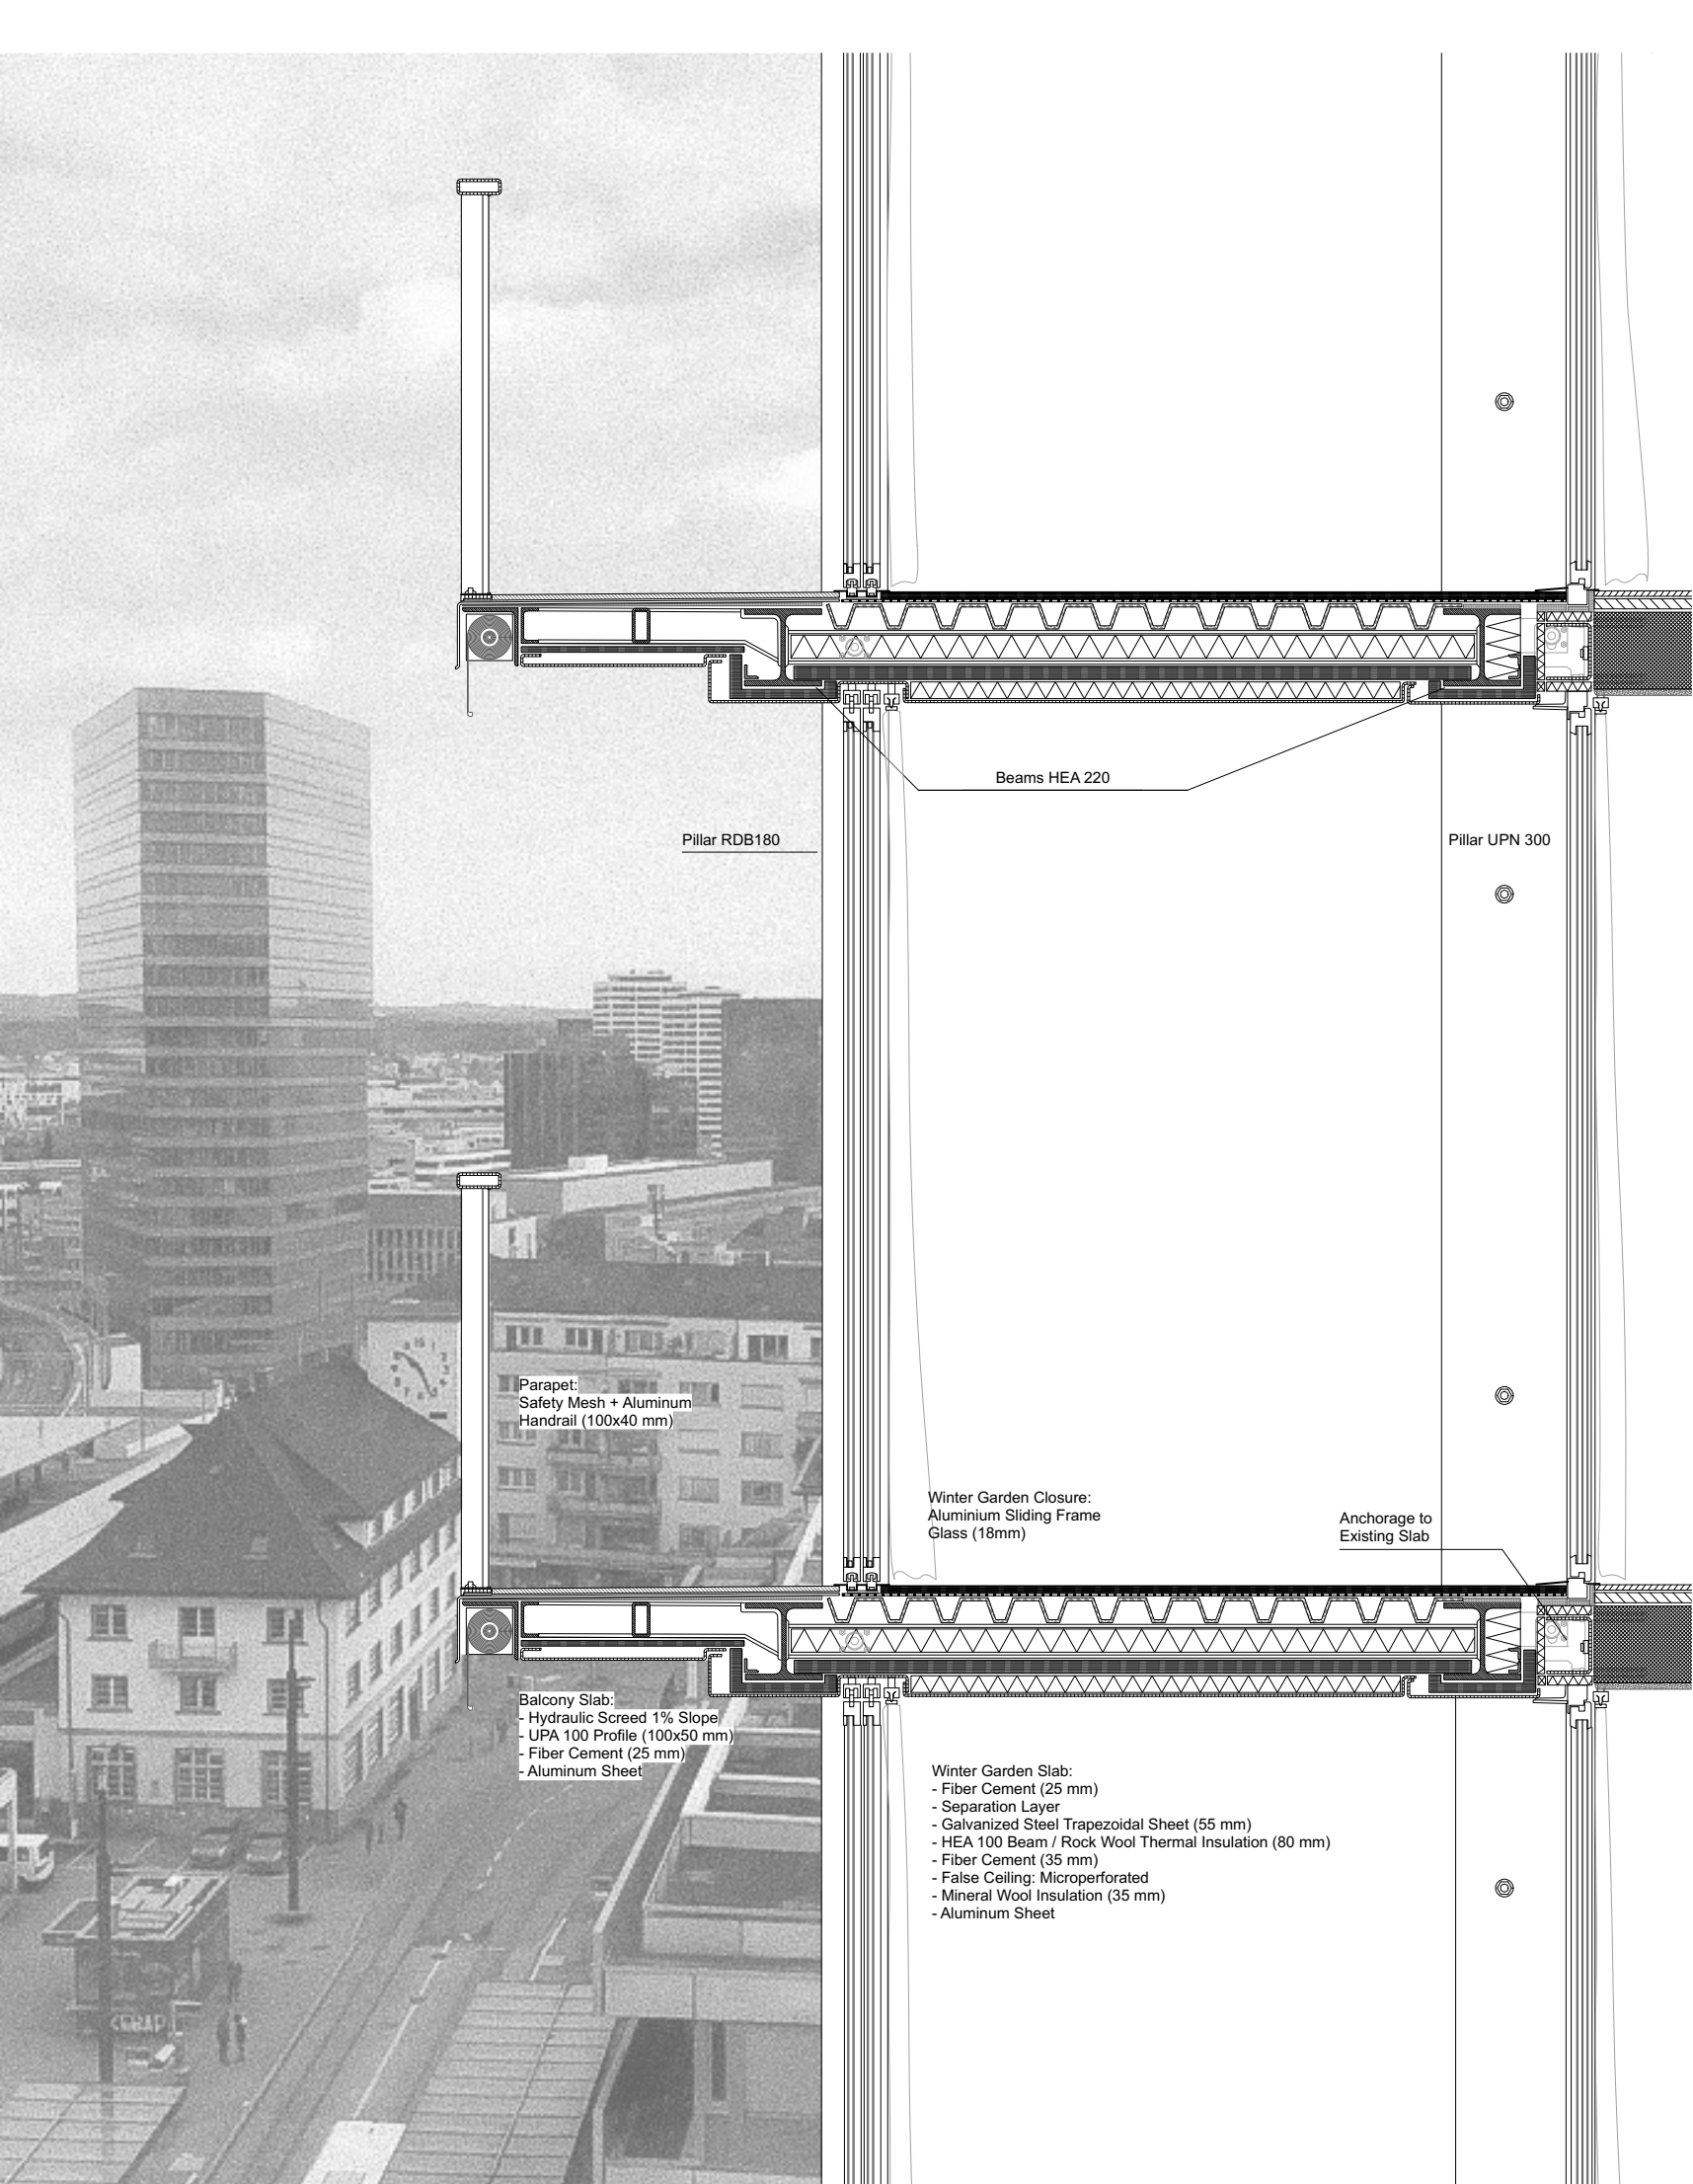 Beams HEA 220
Pillar RDB180
Pillar UPN 300
Parapet:
Safety Mesh + Aluminum
Handrail (100x40 mm)
Winter Garden Closure:
Aluminium Sliding Frame
Glass (18mm)
Anchorage to
Existing Slab
Balcony Slab:
- Hydraulic Screed 1% Slope
- UPA 100 Profile (100x50 mm)
- Fiber Cement (25 mm)
- Aluminum Sheet
Winter Garden Slab:
- Fiber Cement (25 mm)
- Separation Layer
- Galvanized Steel Trapezoidal Sheet (55 mm)
- HEA 100 Beam / Rock Wool Thermal Insulation (80 mm)
- Fiber Cement (35 mm)
- False Ceiling: Microperforated
- Mineral Wool Insulation (35 mm)
- Aluminum Sheet
KEBAP